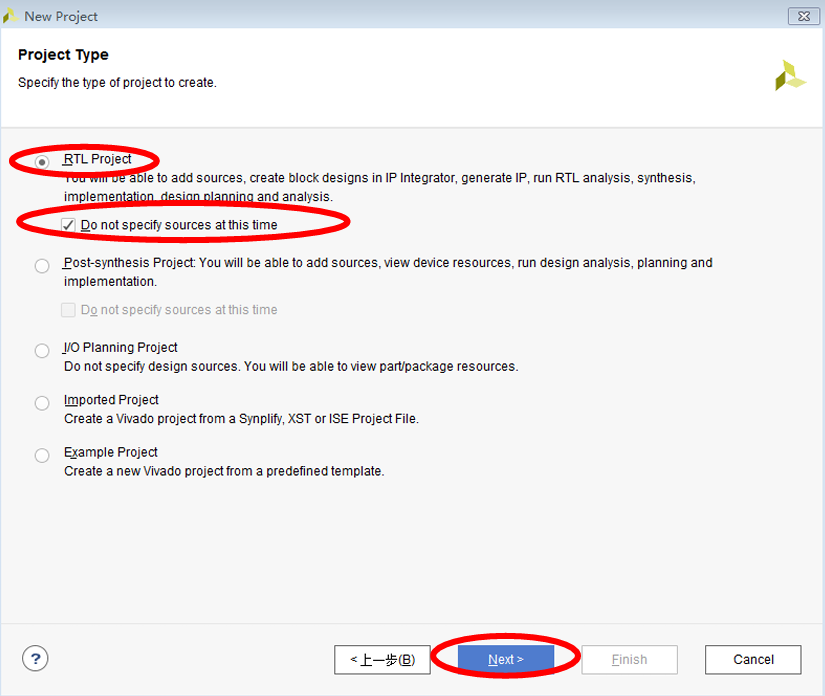 New Project
Project Type
Specify the type of project to create.
RTL Project
You will be able to add sources, create block designs in IP Integrator, generate IP, run RTL analysis, synthesis,
implementation, design planning and analysis.
Do not specify sources at this time
Post-synthesis Project: You will be able to add sources, view device resources, run design analysis, planning and
implementation.
Do not specify sources at this time
I/O Planning Project
Do not specify design sources. You will be able to view part/package resources.
Imported Project
Create a Vivado project from a Synplify, XST or ISE Project File.
Example Project
Create a new Vivado project from a predefined template.
? < 上一步(B) Next > Finish Cancel